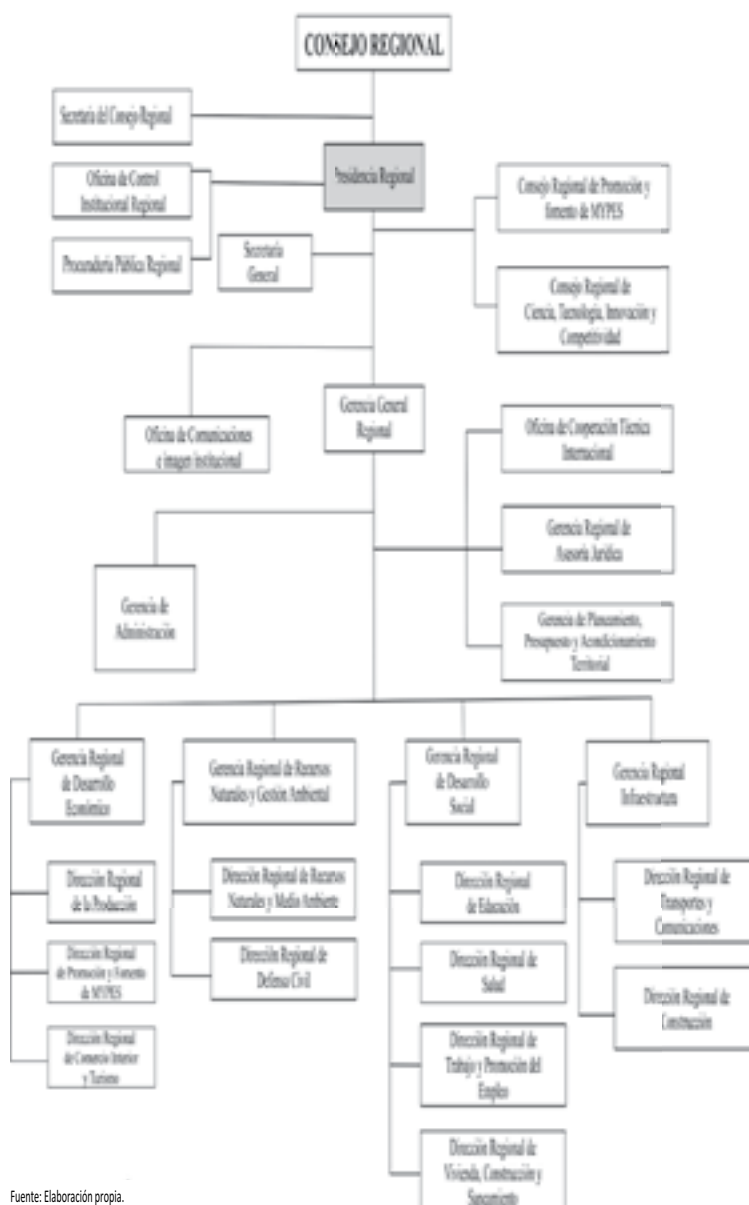 CONSEJO REGIONAL
Secretaria del Consejo Regional
Presidencia Regional
Oficina de Control
Institucional Regional
Procuraduría Pública Regional
Secretaría
General
Consejo Regional de Promoción y
fomento de MYPES
Consejo Regional de
Ciencia, Tecnología, Innovación y
Competitividad
Oficina de Comunicaciones
e imagen institucional
Gerencia General
Regional
Oficina de Cooperación Técnica
Internacional
Gerencia Regional de
Asesoría Jurídica
Gerencia de
Administración
Gerencia de Planeamiento,
Presupuesto y Acondicionamiento
Territorial
Gerencia Regional
de Desarrollo
Económico
Dirección Regional
de la Producción
Dirección Regional
de Promoción y Fomento
de MYPES
Dirección Regional
de Comercio Interior
y Turismo
Gerencia Regional de Recursos
Naturales y Gestión Ambiental
Dirección Regional de Recursos
Naturales y Medio Ambiente
Dirección Regional de
Defensa Civil
Gerencia Regional
de Desarrollo
Social
Dirección Regional
de Educación
Dirección Regional de
Salud
Dirección Regional de
Trabajo y Promoción del
Empleo
Dirección Regional de
Vivienda, Construcción y
Saneamiento
Gerencia Regional
Infraestructura
Dirección Regional de
Transportes y
Comunicaciones
Dirección Regional de
Construcción
Fuente: Elaboración propia.